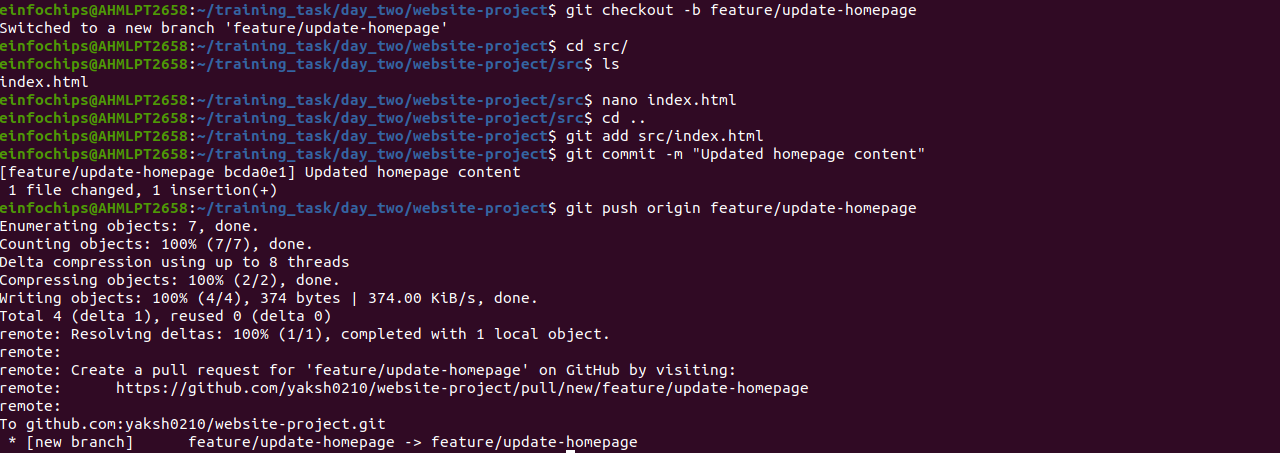 einfochips@AHMLPT2658:~/training_task/day_two/website-project$ git checkout -b feature/update-homepage
Switched to a new branch 'feature/update-homepage'
einfochips@AHMLPT2658:~/training_task/day_two/website-project$ cd src/
einfochips@AHMLPT2658:~/training_task/day_two/website-project/src$ ls
index.html
einfochips@AHMLPT2658:~/training_task/day_two/website-project/src$ nano index.html
einfochips@AHMLPT2658:~/training_task/day_two/website-project/src$ cd ..
einfochips@AHMLPT2658:~/training_task/day_two/website-project$ git add src/index.html
einfochips@AHMLPT2658:~/training_task/day_two/website-project$ git commit -m "Updated homepage content"
[feature/update-homepage bcda0e1] Updated homepage content
 1 file changed, 1 insertion(+)
einfochips@AHMLPT2658:~/training_task/day_two/website-project$ git push origin feature/update-homepage
Enumerating objects: 7, done.
Counting objects: 100% (7/7), done.
Delta compression using up to 8 threads
Compressing objects: 100% (2/2), done.
Writing objects: 100% (4/4), 374 bytes | 374.00 KiB/s, done.
Total 4 (delta 1), reused 0 (delta 0)
remote: Resolving deltas: 100% (1/1), completed with 1 local object.
remote:
remote: Create a pull request for 'feature/update-homepage' on GitHub by visiting:
remote:      https://github.com/yaksh0210/website-project/pull/new/feature/update-homepage
remote:
To github.com:yaksh0210/website-project.git
 * [new branch]      feature/update-homepage -> feature/update-homepage